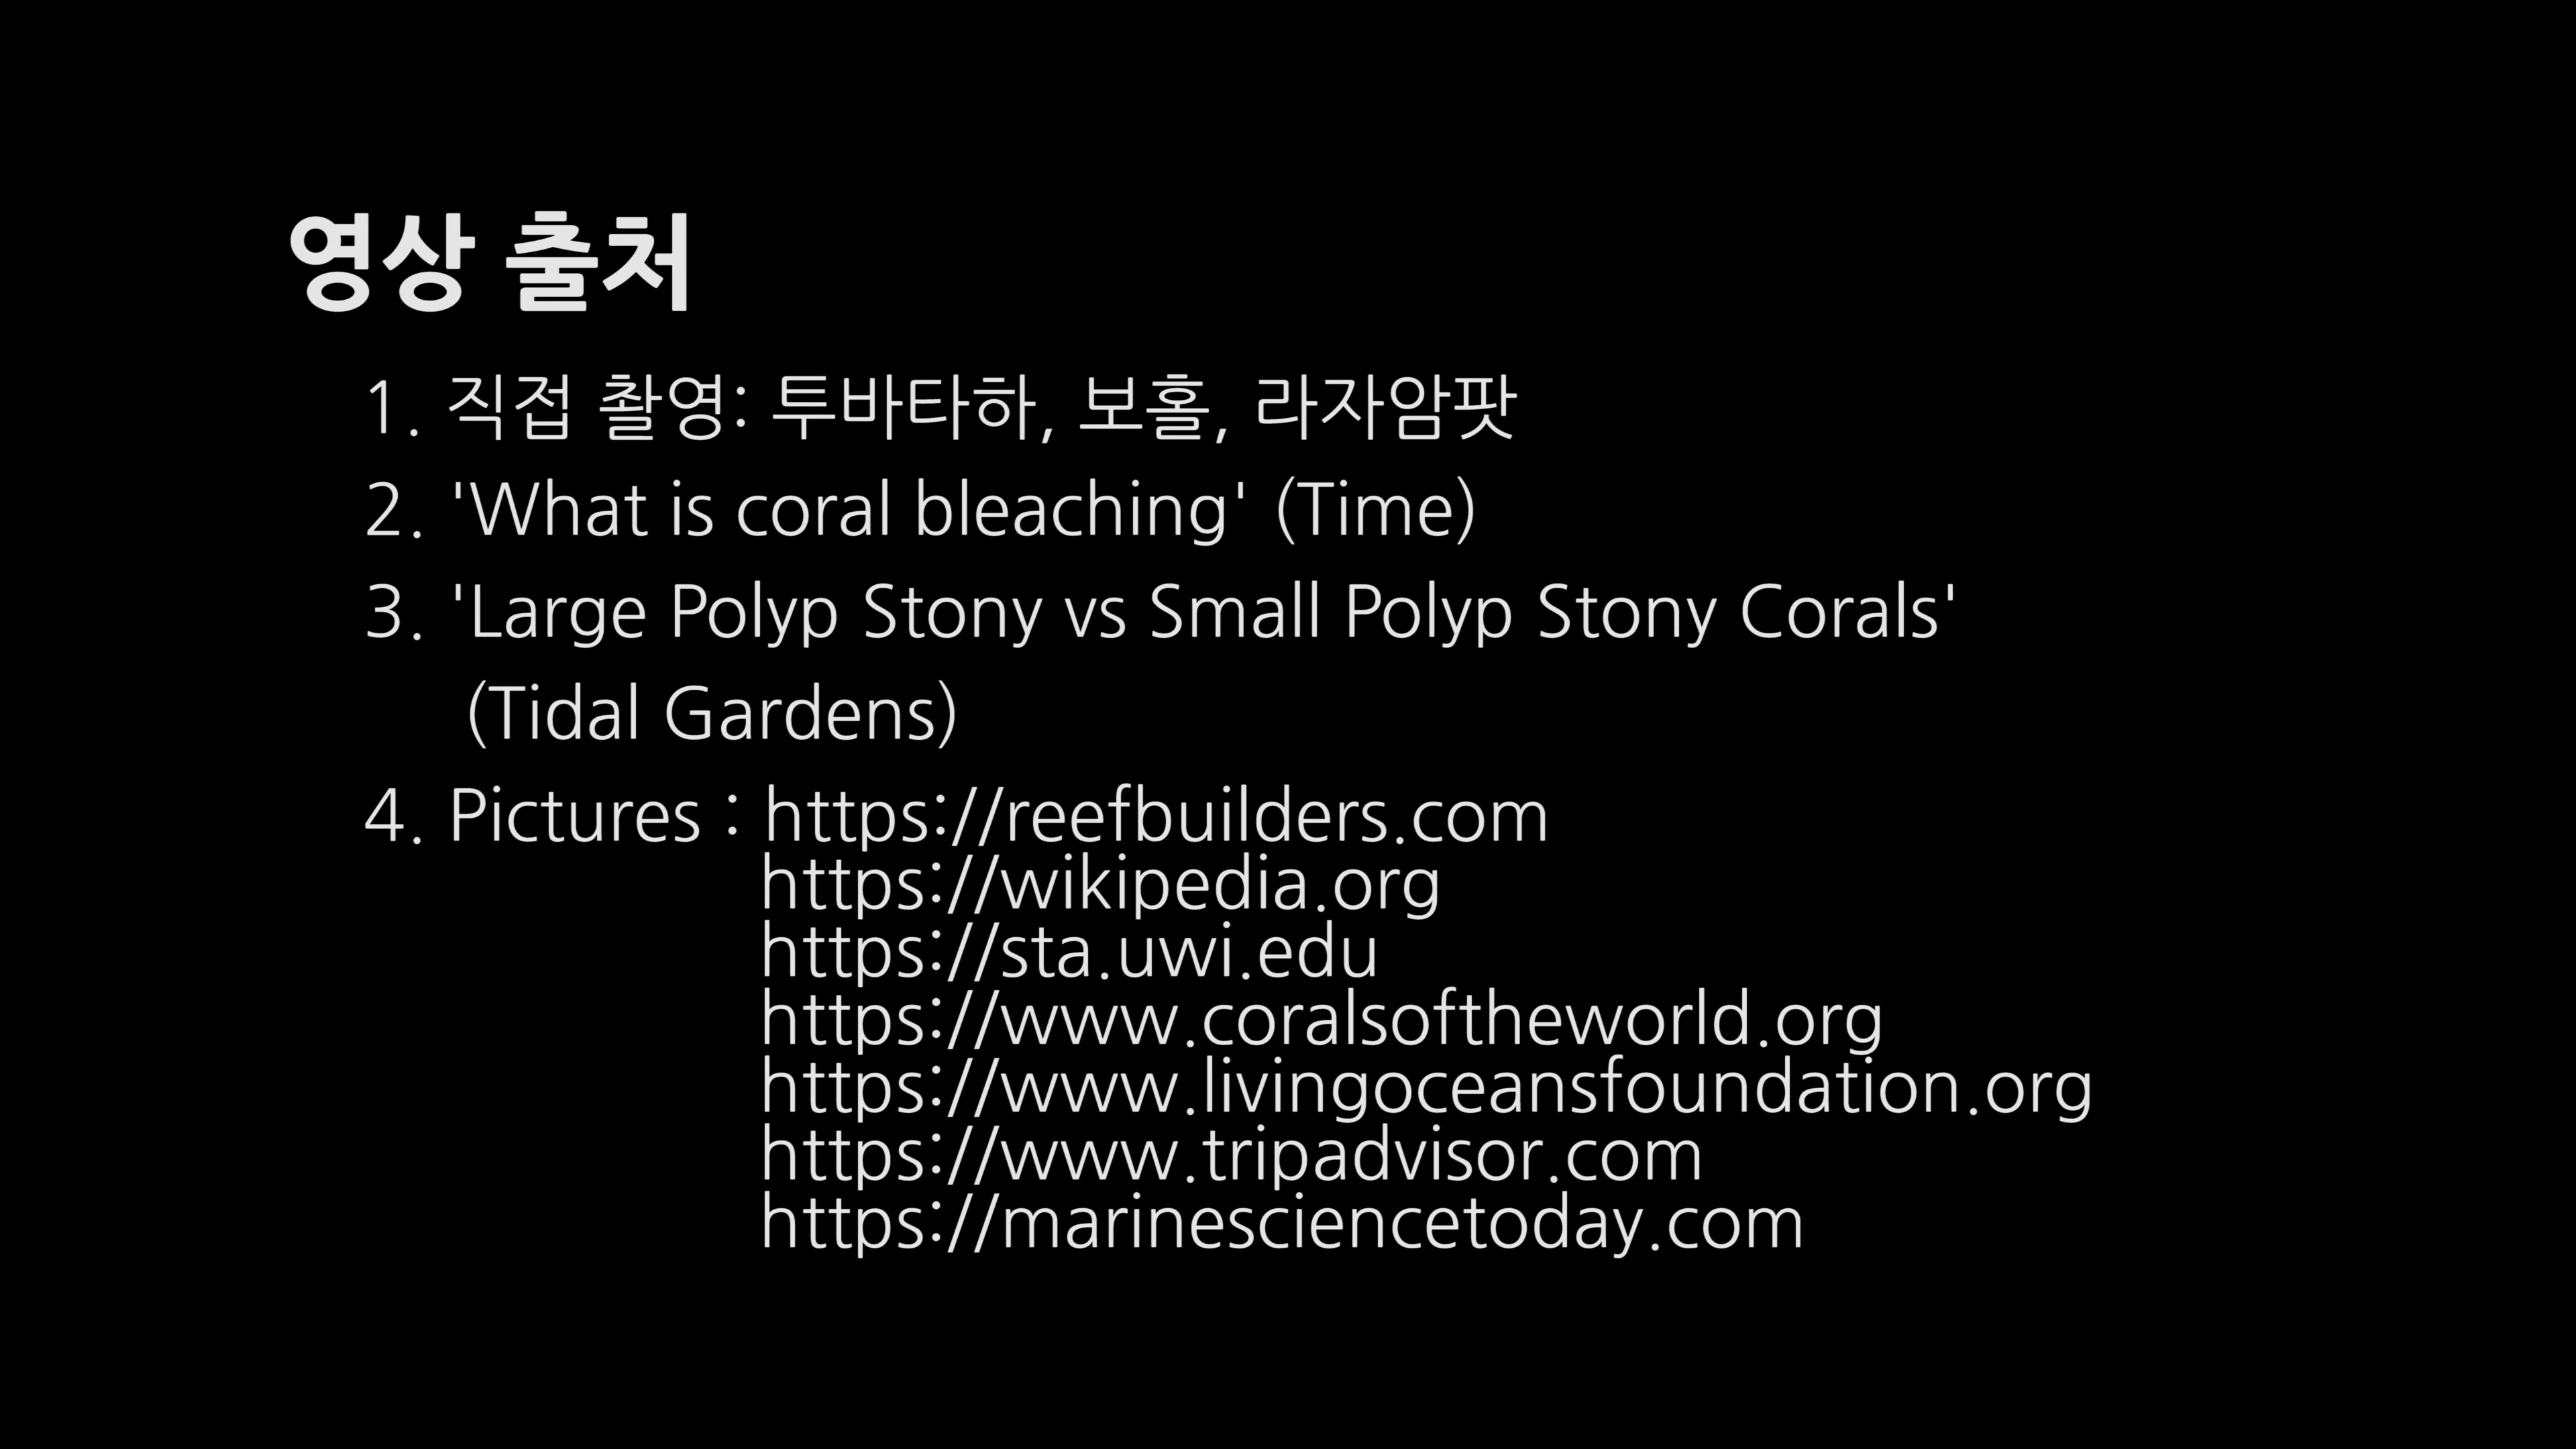 영상 출처
1. 직접 촬영: 투바타하, 보홀, 라자암팟
2. 'What is coral bleaching' (Time)
3. 'Large Polyp Stony vs Small Polyp Stony Corals'
(Tidal Gardens)
4. Pictures : https://reefbuilders.com
https://wikipedia.org
https://sta.uwi.edu
https://www.coralsoftheworld.org
https://www.livingoceansfoundation.org
https://www.tripadvisor.com
https://marinesciencetoday.com